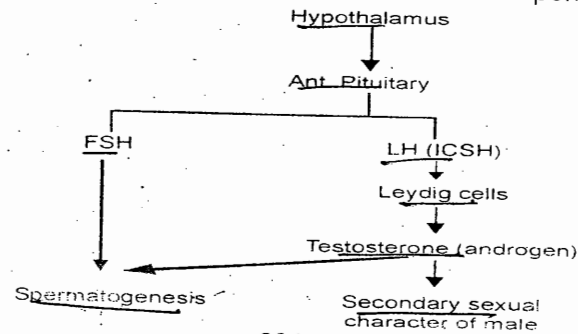 Hypothalamus
Ant. Pituitary
FSH
LH (ICSH)
Leydig cells
Testosterone (androgen)
Spermatogenesis
Secondary sexual
character of male